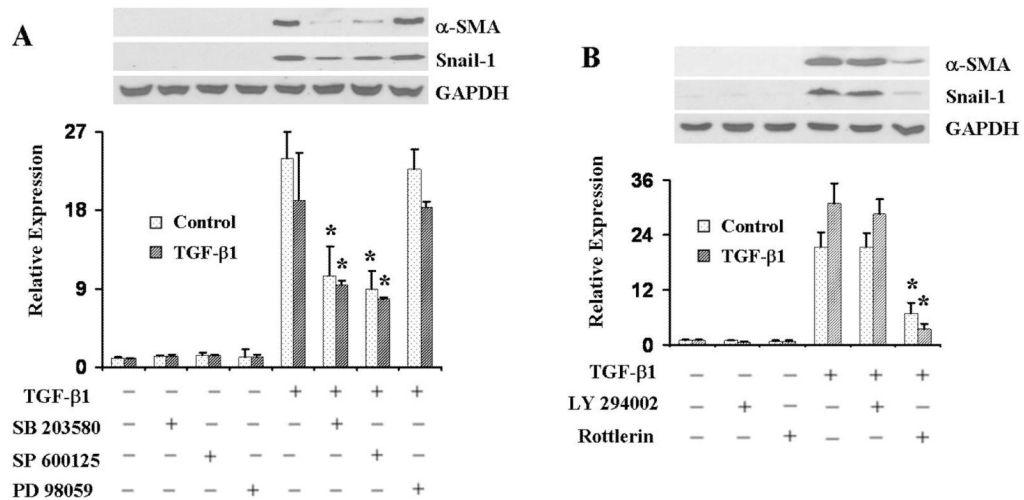 A
α-SMA
Snail-1
GAPDH
27
18
9
0
Relative Expression
Control
TGF-β1
*
*
*
*
TGF-β1 – – – – + + + +
SB 203580 – + – – – + – –
SP 600125 – – + – – – + –
PD 98059 – – – + – – – +
B
α-SMA
Snail-1
GAPDH
36
24
12
0
Relative Expression
Control
TGF-β1
*
*
TGF-β1 – – – + + +
LY 294002 – + – – + –
Rottlerin – – + – – +